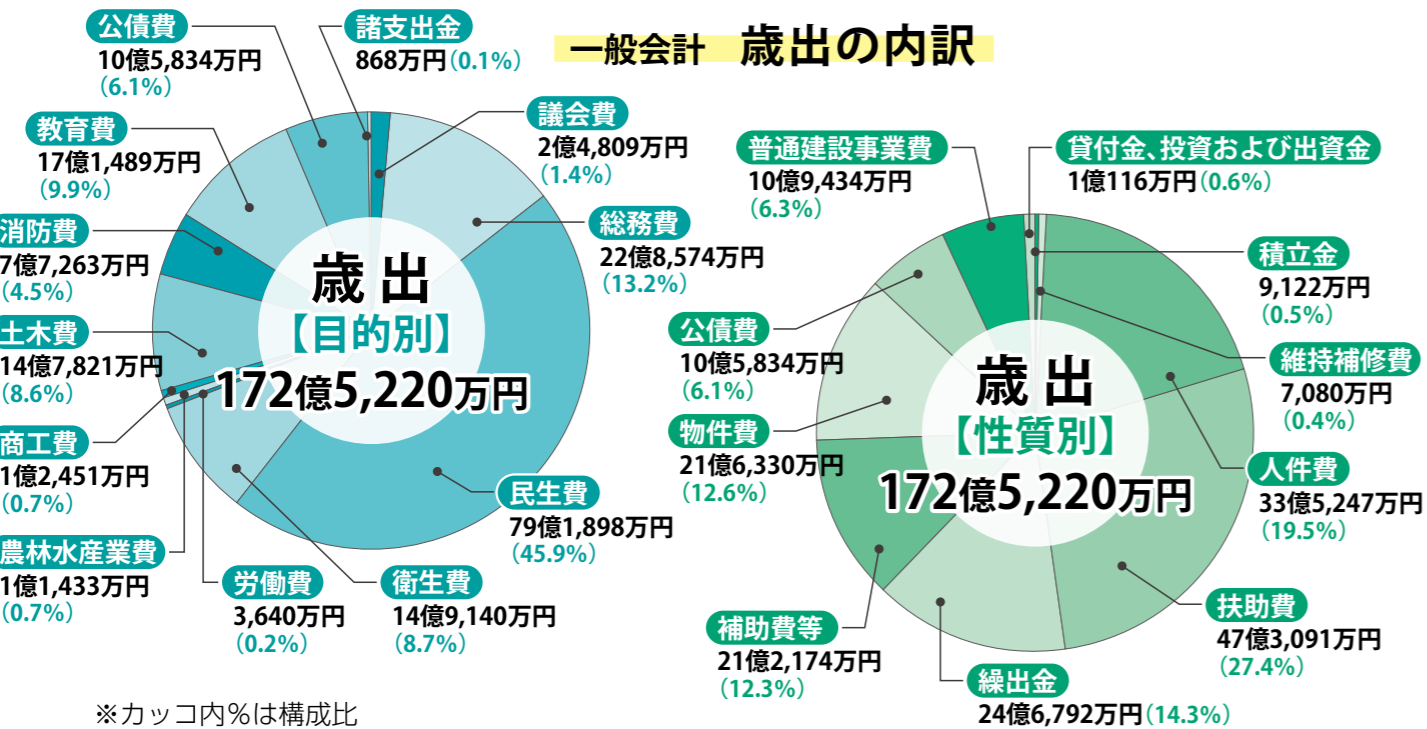 一般会計 歳出の内訳
公債費
10億5,834万円
(6.1%)
諸支出金
868万円(0.1%)
議会費
2億4,809万円
(1.4%)
総務費
22億8,574万円
(13.2%)
民生費
79億1,898万円
(45.9%)
衛生費
14億9,140万円
(8.7%)
労働費
3,640万円
(0.2%)
農林水産業費
1億1,433万円
(0.7%)
商工費
1億2,451万円
(0.7%)
土木費
14億7,821万円
(8.6%)
消防費
7億7,263万円
(4.5%)
教育費
17億1,489万円
(9.9%)
歳出
【目的別】
172億5,220万円
普通建設事業費
10億9,434万円
(6.3%)
貸付金、投資および出資金
1億116万円(0.6%)
積立金
9,122万円
(0.5%)
維持補修費
7,080万円
(0.4%)
人件費
33億5,247万円
(19.5%)
扶助費
47億3,091万円
(27.4%)
繰出金
24億6,792万円(14.3%)
補助費等
21億2,174万円
(12.3%)
物件費
21億6,330万円
(12.6%)
公債費
10億5,834万円
(6.1%)
歳出
【性質別】
172億5,220万円
※カッコ内%は構成比